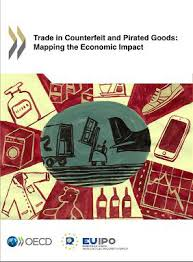 Trade in Counterfeit and Pirated Goods:
Mapping the Economic Impact
OECD
EUIPO